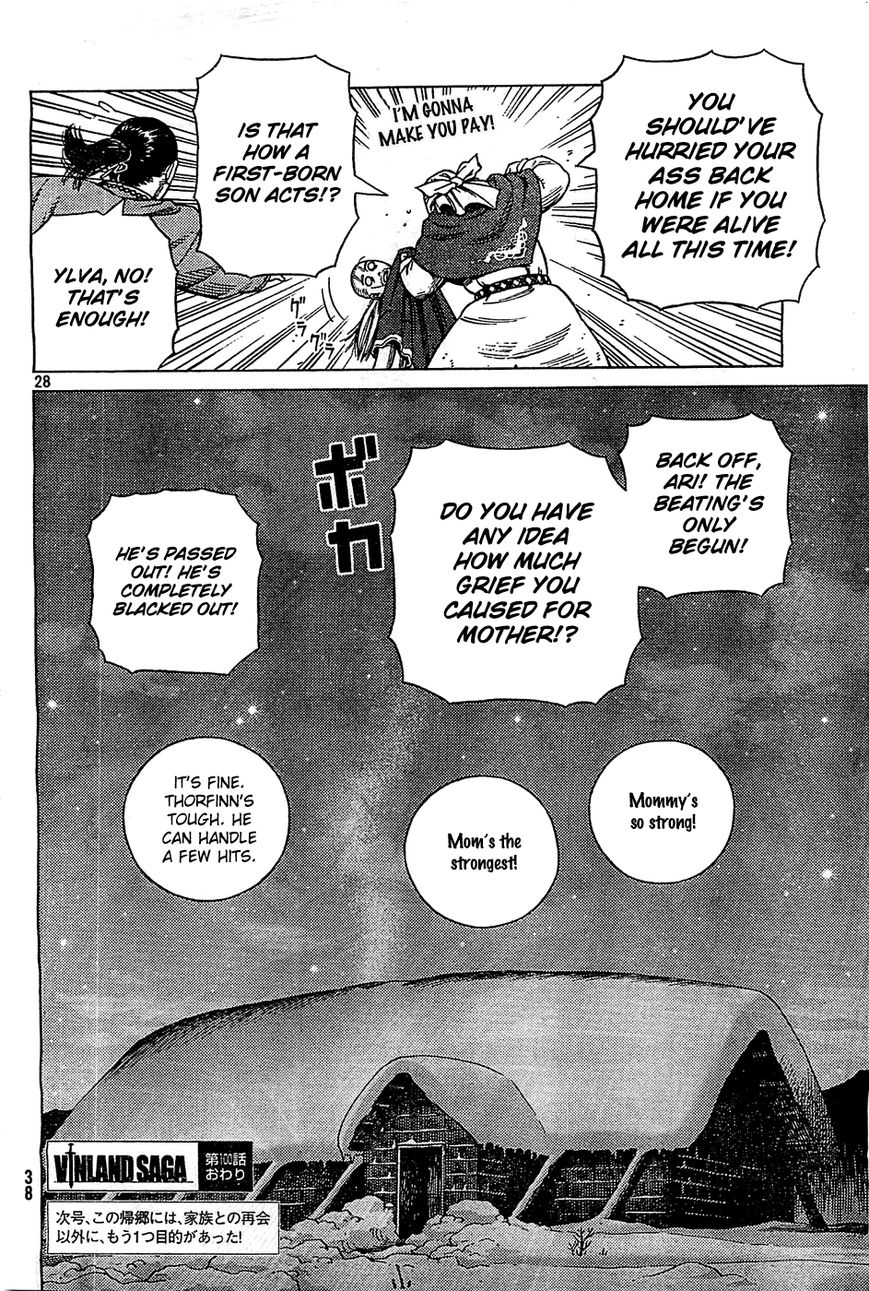 YOU
SHOULD'VE
HURRIED YOUR
ASS BACK
HOME IF YOU
WERE ALIVE
ALL THIS TIME!
I'M GONNA
MAKE YOU PAY!
IS THAT
HOW A
FIRST-BORN
SON ACTS!?
YLVA, NO!
THAT'S
ENOUGH!
グラ
グラ
28
BACK OFF,
ARI! THE
BEATING'S
ONLY
BEGUN!
DO YOU HAVE
ANY IDEA
HOW MUCH
GRIEF YOU
CAUSED FOR
MOTHER!?
ボカ
HE'S PASSED
OUT! HE'S
COMPLETELY
BLACKED OUT!
Mommy's
so strong!
Mom's the
strongest!
IT'S FINE.
THORFINN'S
TOUGH. HE
CAN HANDLE
A FEW HITS.
VINLAND SAGA
第100話
おわり
次号、この帰郷には、家族との再会
以外に、もう1つ目的があった!
38